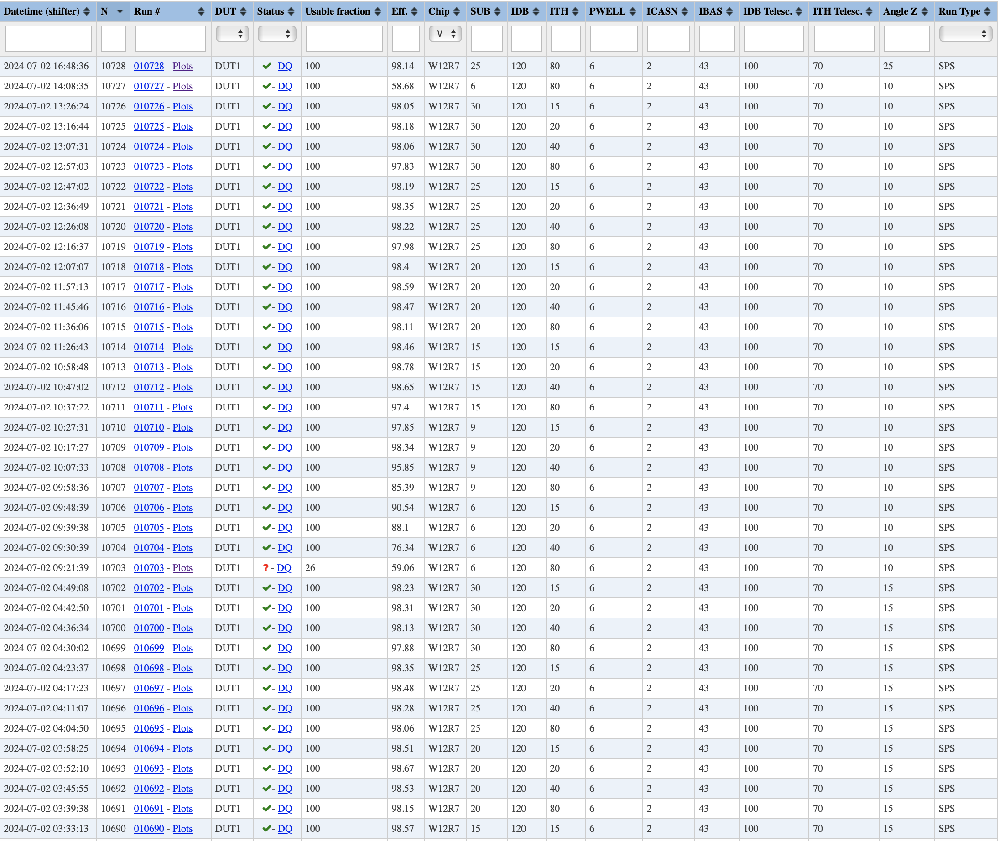 Datetime (shifter) N Run # DUT Status Usable fraction Eff. Chip SUB IDB ITH PWELL ICASN IBAS IDB Telesc. ITH Telesc. Angle Z Run Type
V
2024-07-02 16:48:36 10728 010728 - Plots DUT1 - DQ 100 98.14 W12R7 25 120 80 6 2 43 100 70 25 SPS
2024-07-02 14:08:35 10727 010727 - Plots DUT1 - DQ 100 58.68 W12R7 6 120 80 6 2 43 100 70 10 SPS
2024-07-02 13:26:24 10726 010726 - Plots DUT1 - DQ 100 98.05 W12R7 30 120 15 6 2 43 100 70 10 SPS
2024-07-02 13:16:44 10725 010725 - Plots DUT1 - DQ 100 98.18 W12R7 30 120 20 6 2 43 100 70 10 SPS
2024-07-02 13:07:31 10724 010724 - Plots DUT1 - DQ 100 98.06 W12R7 30 120 40 6 2 43 100 70 10 SPS
2024-07-02 12:57:03 10723 010723 - Plots DUT1 - DQ 100 97.83 W12R7 30 120 80 6 2 43 100 70 10 SPS
2024-07-02 12:47:02 10722 010722 - Plots DUT1 - DQ 100 98.19 W12R7 25 120 15 6 2 43 100 70 10 SPS
2024-07-02 12:36:49 10721 010721 - Plots DUT1 - DQ 100 98.35 W12R7 25 120 20 6 2 43 100 70 10 SPS
2024-07-02 12:26:08 10720 010720 - Plots DUT1 - DQ 100 98.22 W12R7 25 120 40 6 2 43 100 70 10 SPS
2024-07-02 12:16:37 10719 010719 - Plots DUT1 - DQ 100 97.98 W12R7 25 120 80 6 2 43 100 70 10 SPS
2024-07-02 12:07:07 10718 010718 - Plots DUT1 - DQ 100 98.4 W12R7 20 120 15 6 2 43 100 70 10 SPS
2024-07-02 11:57:13 10717 010717 - Plots DUT1 - DQ 100 98.59 W12R7 20 120 20 6 2 43 100 70 10 SPS
2024-07-02 11:45:46 10716 010716 - Plots DUT1 - DQ 100 98.47 W12R7 20 120 40 6 2 43 100 70 10 SPS
2024-07-02 11:36:06 10715 010715 - Plots DUT1 - DQ 100 98.11 W12R7 20 120 80 6 2 43 100 70 10 SPS
2024-07-02 11:26:43 10714 010714 - Plots DUT1 - DQ 100 98.46 W12R7 15 120 15 6 2 43 100 70 10 SPS
2024-07-02 10:58:48 10713 010713 - Plots DUT1 - DQ 100 98.78 W12R7 15 120 20 6 2 43 100 70 10 SPS
2024-07-02 10:47:02 10712 010712 - Plots DUT1 - DQ 100 98.65 W12R7 15 120 40 6 2 43 100 70 10 SPS
2024-07-02 10:37:22 10711 010711 - Plots DUT1 - DQ 100 97.4 W12R7 15 120 80 6 2 43 100 70 10 SPS
2024-07-02 10:27:31 10710 010710 - Plots DUT1 - DQ 100 97.85 W12R7 9 120 15 6 2 43 100 70 10 SPS
2024-07-02 10:17:27 10709 010709 - Plots DUT1 - DQ 100 98.34 W12R7 9 120 20 6 2 43 100 70 10 SPS
2024-07-02 10:07:33 10708 010708 - Plots DUT1 - DQ 100 95.85 W12R7 9 120 40 6 2 43 100 70 10 SPS
2024-07-02 09:58:36 10707 010707 - Plots DUT1 - DQ 100 85.39 W12R7 9 120 80 6 2 43 100 70 10 SPS
2024-07-02 09:48:39 10706 010706 - Plots DUT1 - DQ 100 90.54 W12R7 6 120 15 6 2 43 100 70 10 SPS
2024-07-02 09:39:38 10705 010705 - Plots DUT1 - DQ 100 88.1 W12R7 6 120 20 6 2 43 100 70 10 SPS
2024-07-02 09:30:39 10704 010704 - Plots DUT1 - DQ 100 76.34 W12R7 6 120 40 6 2 43 100 70 10 SPS
2024-07-02 09:21:39 10703 010703 - Plots DUT1 ? - DQ 26 59.06 W12R7 6 120 80 6 2 43 100 70 10 SPS
2024-07-02 04:49:08 10702 010702 - Plots DUT1 - DQ 100 98.23 W12R7 30 120 15 6 2 43 100 70 15 SPS
2024-07-02 04:42:50 10701 010701 - Plots DUT1 - DQ 100 98.31 W12R7 30 120 20 6 2 43 100 70 15 SPS
2024-07-02 04:36:34 10700 010700 - Plots DUT1 - DQ 100 98.13 W12R7 30 120 40 6 2 43 100 70 15 SPS
2024-07-02 04:30:02 10699 010699 - Plots DUT1 - DQ 100 97.88 W12R7 30 120 80 6 2 43 100 70 15 SPS
2024-07-02 04:23:37 10698 010698 - Plots DUT1 - DQ 100 98.35 W12R7 25 120 15 6 2 43 100 70 15 SPS
2024-07-02 04:17:23 10697 010697 - Plots DUT1 - DQ 100 98.48 W12R7 25 120 20 6 2 43 100 70 15 SPS
2024-07-02 04:11:07 10696 010696 - Plots DUT1 - DQ 100 98.28 W12R7 25 120 40 6 2 43 100 70 15 SPS
2024-07-02 04:04:50 10695 010695 - Plots DUT1 - DQ 100 98.06 W12R7 25 120 80 6 2 43 100 70 15 SPS
2024-07-02 03:58:25 10694 010694 - Plots DUT1 - DQ 100 98.51 W12R7 20 120 15 6 2 43 100 70 15 SPS
2024-07-02 03:52:10 10693 010693 - Plots DUT1 - DQ 100 98.67 W12R7 20 120 20 6 2 43 100 70 15 SPS
2024-07-02 03:45:55 10692 010692 - Plots DUT1 - DQ 100 98.53 W12R7 20 120 40 6 2 43 100 70 15 SPS
2024-07-02 03:39:38 10691 010691 - Plots DUT1 - DQ 100 98.15 W12R7 20 120 80 6 2 43 100 70 15 SPS
2024-07-02 03:33:13 10690 010690 - Plots DUT1 - DQ 100 98.57 W12R7 15 120 15 6 2 43 100 70 15 SPS